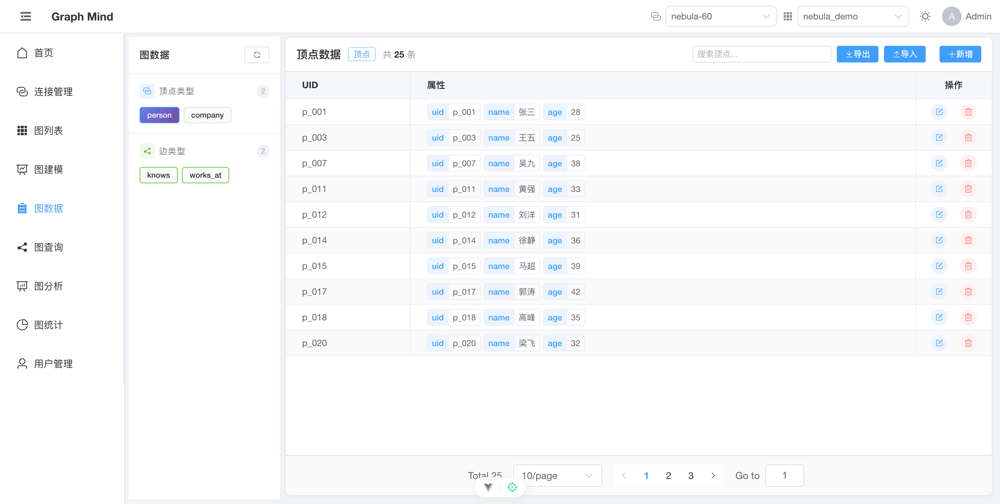 Graph Mind
nebula-60
nebula_demo
A
Admin
首页
连接管理
图列表
图建模
图数据
图查询
图分析
图统计
用户管理
图数据
顶点类型
2
person
company
边类型
2
knows
works_at
顶点数据 顶点 共 25 条
搜索顶点...
导出
导入
新增
UID 属性 操作
p_001 uid p_001 name 张三 age 28
p_003 uid p_003 name 王五 age 25
p_007 uid p_007 name 吴九 age 38
p_011 uid p_011 name 黄强 age 33
p_012 uid p_012 name 刘洋 age 31
p_014 uid p_014 name 徐静 age 36
p_015 uid p_015 name 马超 age 39
p_017 uid p_017 name 郭涛 age 42
p_018 uid p_018 name 高峰 age 35
p_020 uid p_020 name 梁飞 age 32
Total 25 10/page 1 2 3 Go to 1